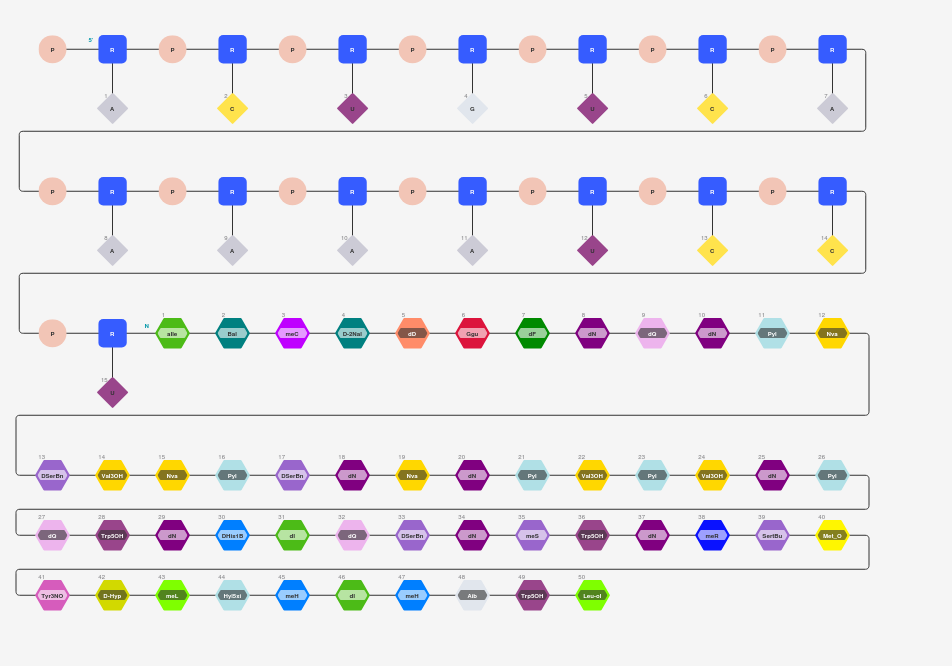 5'
P R P R P R P R P R P R P R
1 2 3 4 5 6 7
A C U G U C A
P R P R P R P R P R P R P R
8 9 10 11 12 13 14
A A A A U C C
N 1 2 3 4 5 6 7 8 9 10 11 12
P R aIle Bal meC D-2Nal dD Ggu dF dN dQ dN Pyl Nva
15
U
13 14 15 16 17 18 19 20 21 22 23 24 25 26
DSerBn Val3OH Nva Pyl DSerBn dN Nva dN Pyl Val3OH Pyl Val3OH dN Pyl
27 28 29 30 31 32 33 34 35 36 37 38 39 40
dQ Trp5OH dN DHis1B dI dQ DSerBn dN meS Trp5OH dN meR SertBu Met_O
41 42 43 44 45 46 47 48 49 50
Tyr3NO D-Hyp meL HyBsl meH dI meH Aib Trp5OH Leu-ol